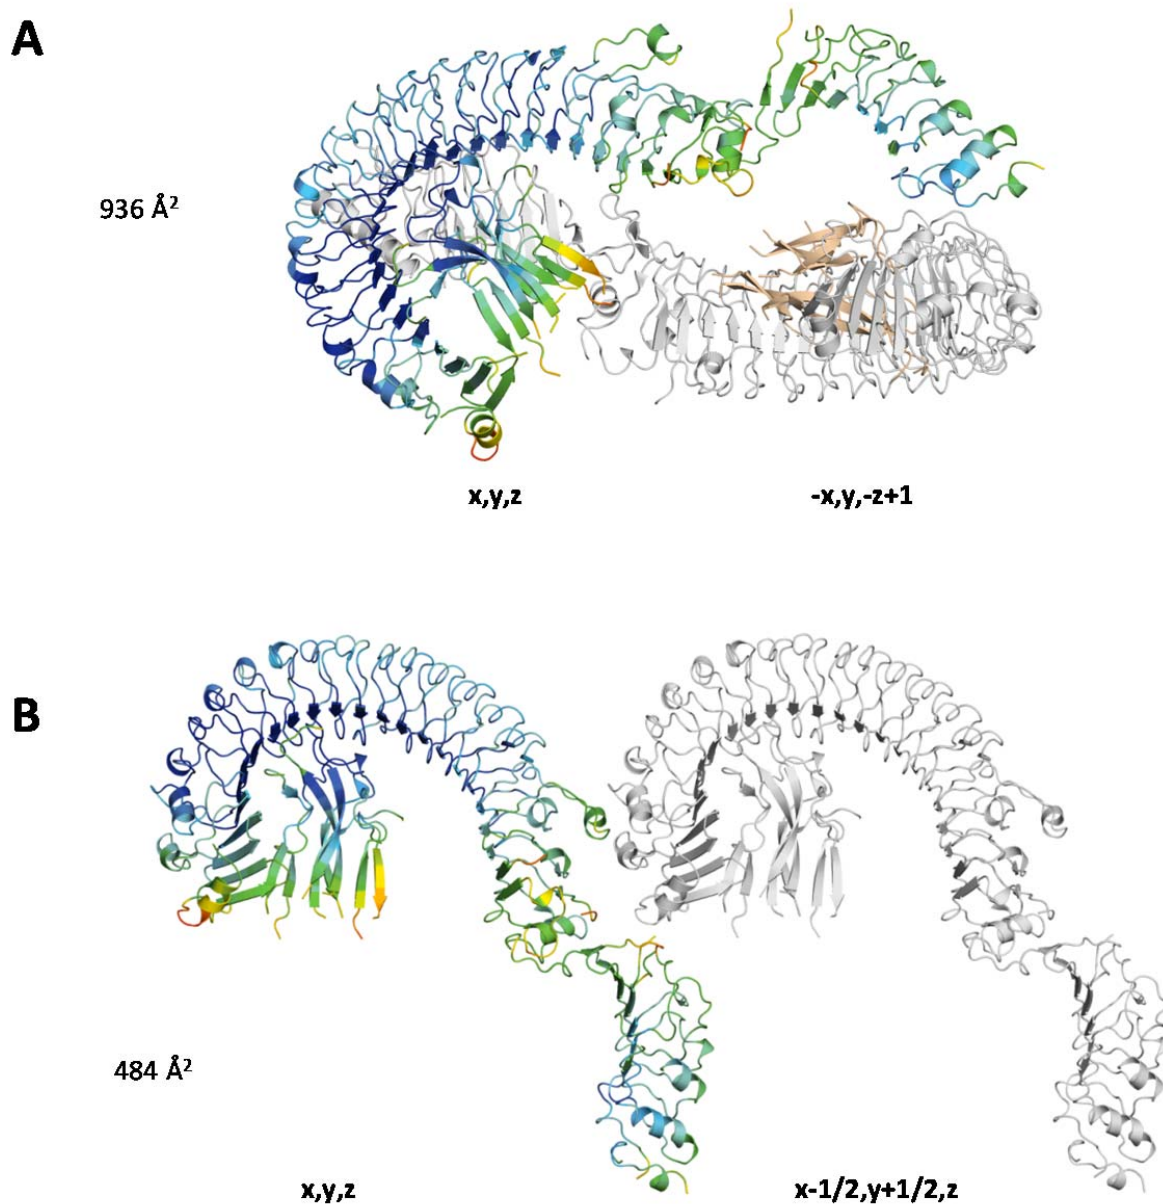 A
936 Å²
x,y,z
-x,y,-z+1
B
484 Å²
x,y,z
x-1/2,y+1/2,z